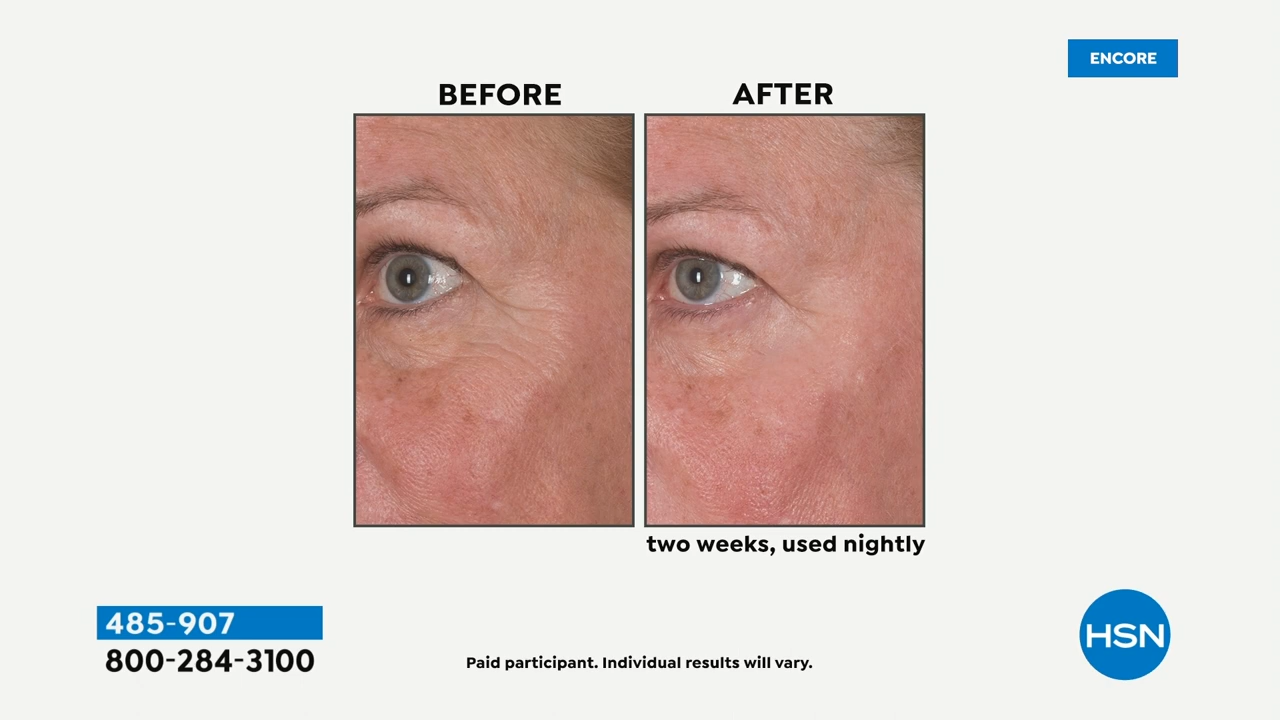 ENCORE
BEFORE
AFTER
two weeks, used nightly
485-907
800-284-3100
Paid participant. Individual results will vary.
HSN